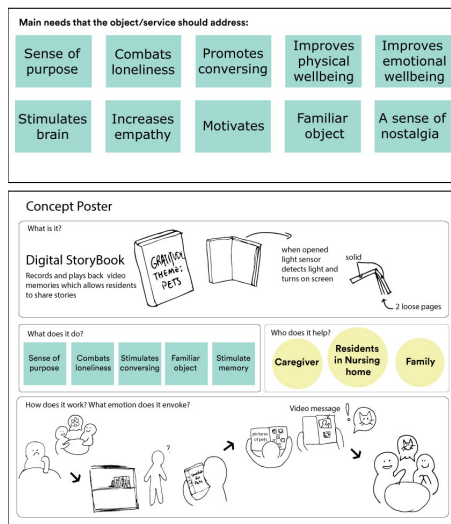 Main needs that the object/service should address:
Sense of
purpose
Combats
loneliness
Promotes
conversing
Improves
physical
wellbeing
Improves
emotional
wellbeing
Stimulates
brain
Increases
empathy
Motivates
Familiar
object
A sense of
nostalgia
Concept Poster
What is it?
Digital StoryBook
Records and plays back video
memories which allows residents
to share stories
GRATITUDE
THEME:
PETS
when opened
light sensor
detects light and
turns on screen
solid
2 loose pages
What does it do?
Sense of
purpose
Combats
loneliness
Stimulates
conversing
Familiar
object
Stimulate
memory
Who does it help?
Caregiver
Residents
in Nursing
home
Family
How does it work? What emotion does it evoke?
?
pictures
of pets
Video message
!